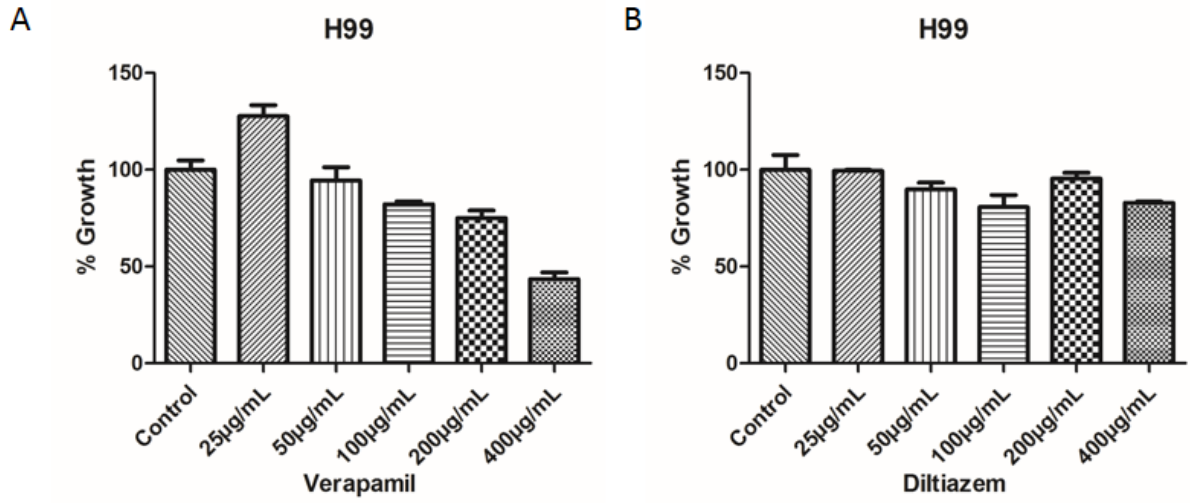 A
H99
% Growth
150
100
50
0
Control
25µg/mL
50µg/mL
100µg/mL
200µg/mL
400µg/mL
Verapamil
B
H99
% Growth
150
100
50
0
Control
25µg/mL
50µg/mL
100µg/mL
200µg/mL
400µg/mL
Diltiazem